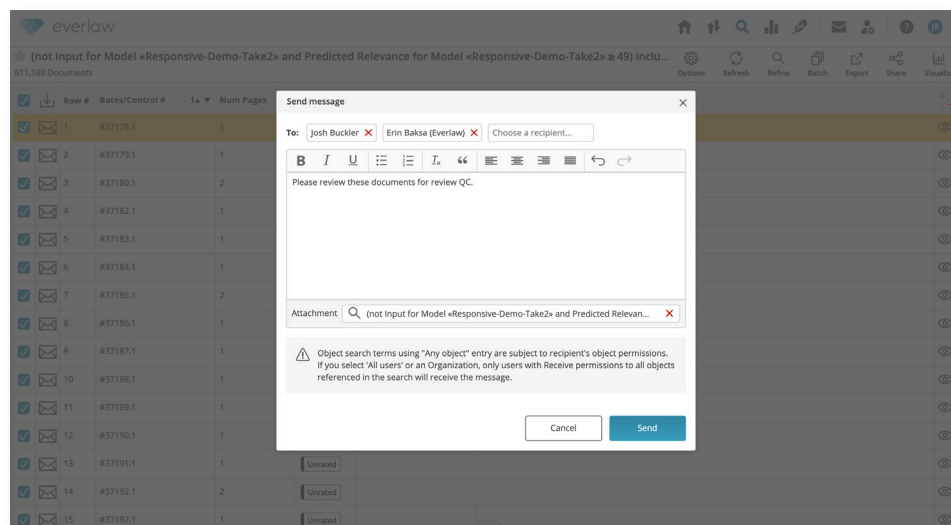 everlaw
(not Input for Model «Responsive-Demo-Take2» and Predicted Relevance for Model «Responsive-Demo-Take2» ≥ 49) inclu...
611,188 Documents
Options Refresh Refine Batch Export Share Visualiz
Row # Bates/Control # 1 Num Pages
1 #37178.1 1
2 #37179.1 1
3 #37180.1 2
4 #37182.1 1
5 #37183.1 1
6 #37184.1 1
7 #37185.1 2
8 #37186.1 1
9 #37187.1 1
10 #37188.1 1
11 #37189.1 1
12 #37190.1 1
13 #37191.1 1 Unrated
14 #37192.1 2 Unrated
15 #37197.1 1 Unrated
Send message
To: Josh Buckler Erin Baksa (Everlaw) Choose a recipient...
B I U Ix
Please review these documents for review QC.
Attachment (not Input for Model «Responsive-Demo-Take2» and Predicted Relevan...
Object search terms using "Any object" entry are subject to recipient's object permissions.
If you select 'All users' or an Organization, only users with Receive permissions to all objects
referenced in the search will receive the message.
Cancel Send